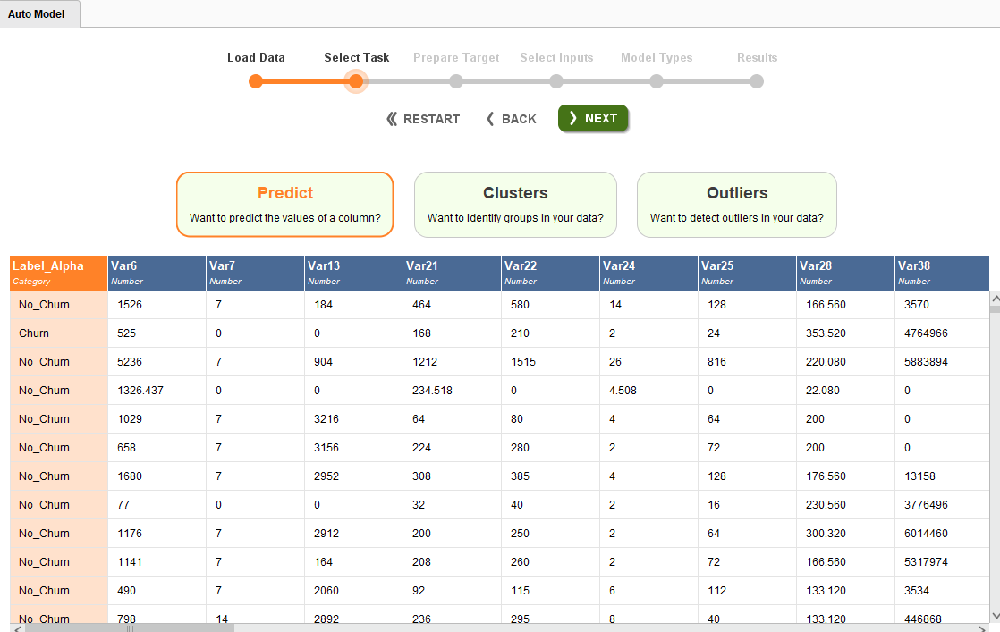 Auto Model
Load Data Select Task Prepare Target Select Inputs Model Types Results
RESTART BACK NEXT
Predict Clusters Outliers
Want to predict the values of a column? Want to identify groups in your data? Want to detect outliers in your data?
Label_Alpha Var6 Var7 Var13 Var21 Var22 Var24 Var25 Var28 Var38
Category Number Number Number Number Number Number Number Number Number
No_Churn 1526 7 184 464 580 14 128 166.560 3570
Churn 525 0 0 168 210 2 24 353.520 4764966
No_Churn 5236 7 904 1212 1515 26 816 220.080 5883894
No_Churn 1326.437 0 0 234.518 0 4.508 0 22.080 0
No_Churn 1029 7 3216 64 80 4 64 200 0
No_Churn 658 7 3156 224 280 2 72 200 0
No_Churn 1680 7 2952 308 385 4 128 176.560 13158
No_Churn 77 0 0 32 40 2 16 230.560 3776496
No_Churn 1176 7 2912 200 250 2 64 300.320 6014460
No_Churn 1141 7 164 208 260 2 72 166.560 5317974
No_Churn 490 7 2060 92 115 6 112 133.120 3534
No_Churn 798 14 2892 236 295 8 40 133.120 446868